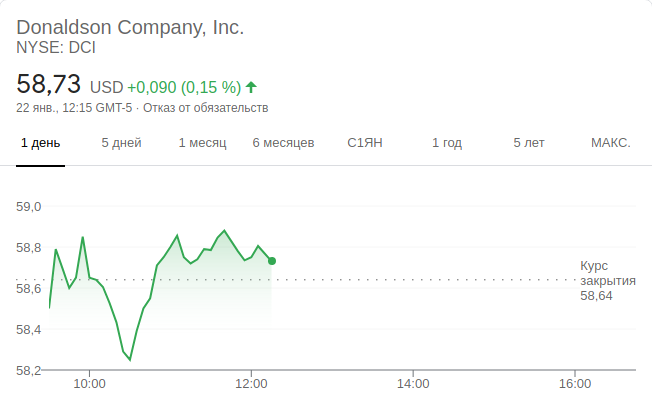 Donaldson Company, Inc.
NYSE: DCI
58,73 USD +0,090 (0,15 %)
22 янв., 12:15 GMT-5 · Отказ от обязательств
1 день 5 дней 1 месяц 6 месяцев С1ЯН 1 год 5 лет МАКС.
59,0
58,8
58,6
58,4
58,2
Курс
закрытия
58,64
10:00 12:00 14:00 16:00